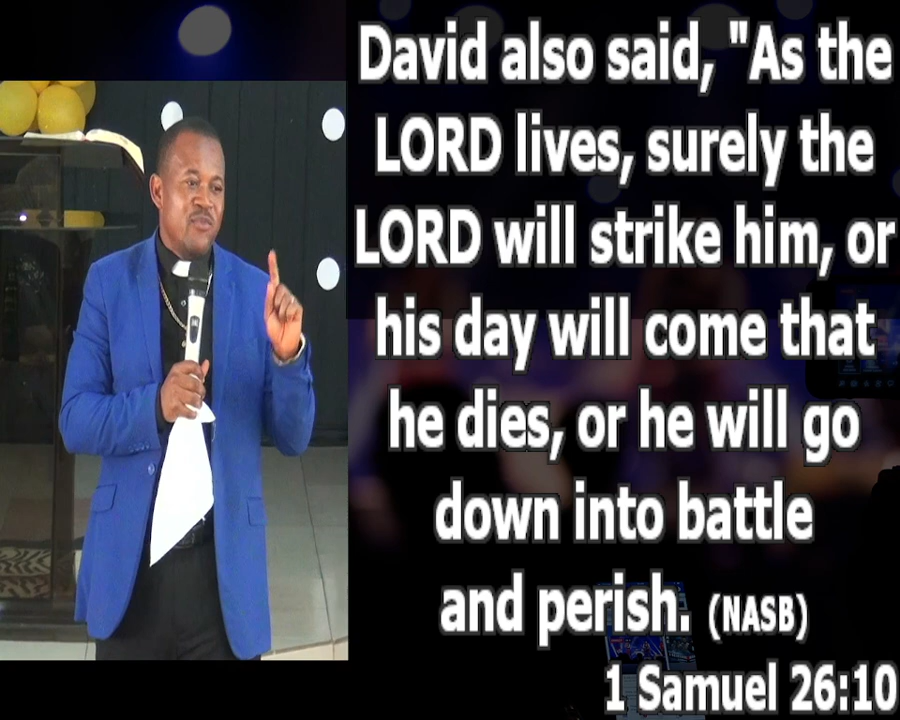 David also said, "As the
LORD lives, surely the
LORD will strike him, or
his day will come that
he dies, or he will go
down into battle
and perish. (NASB)
1 Samuel 26:10